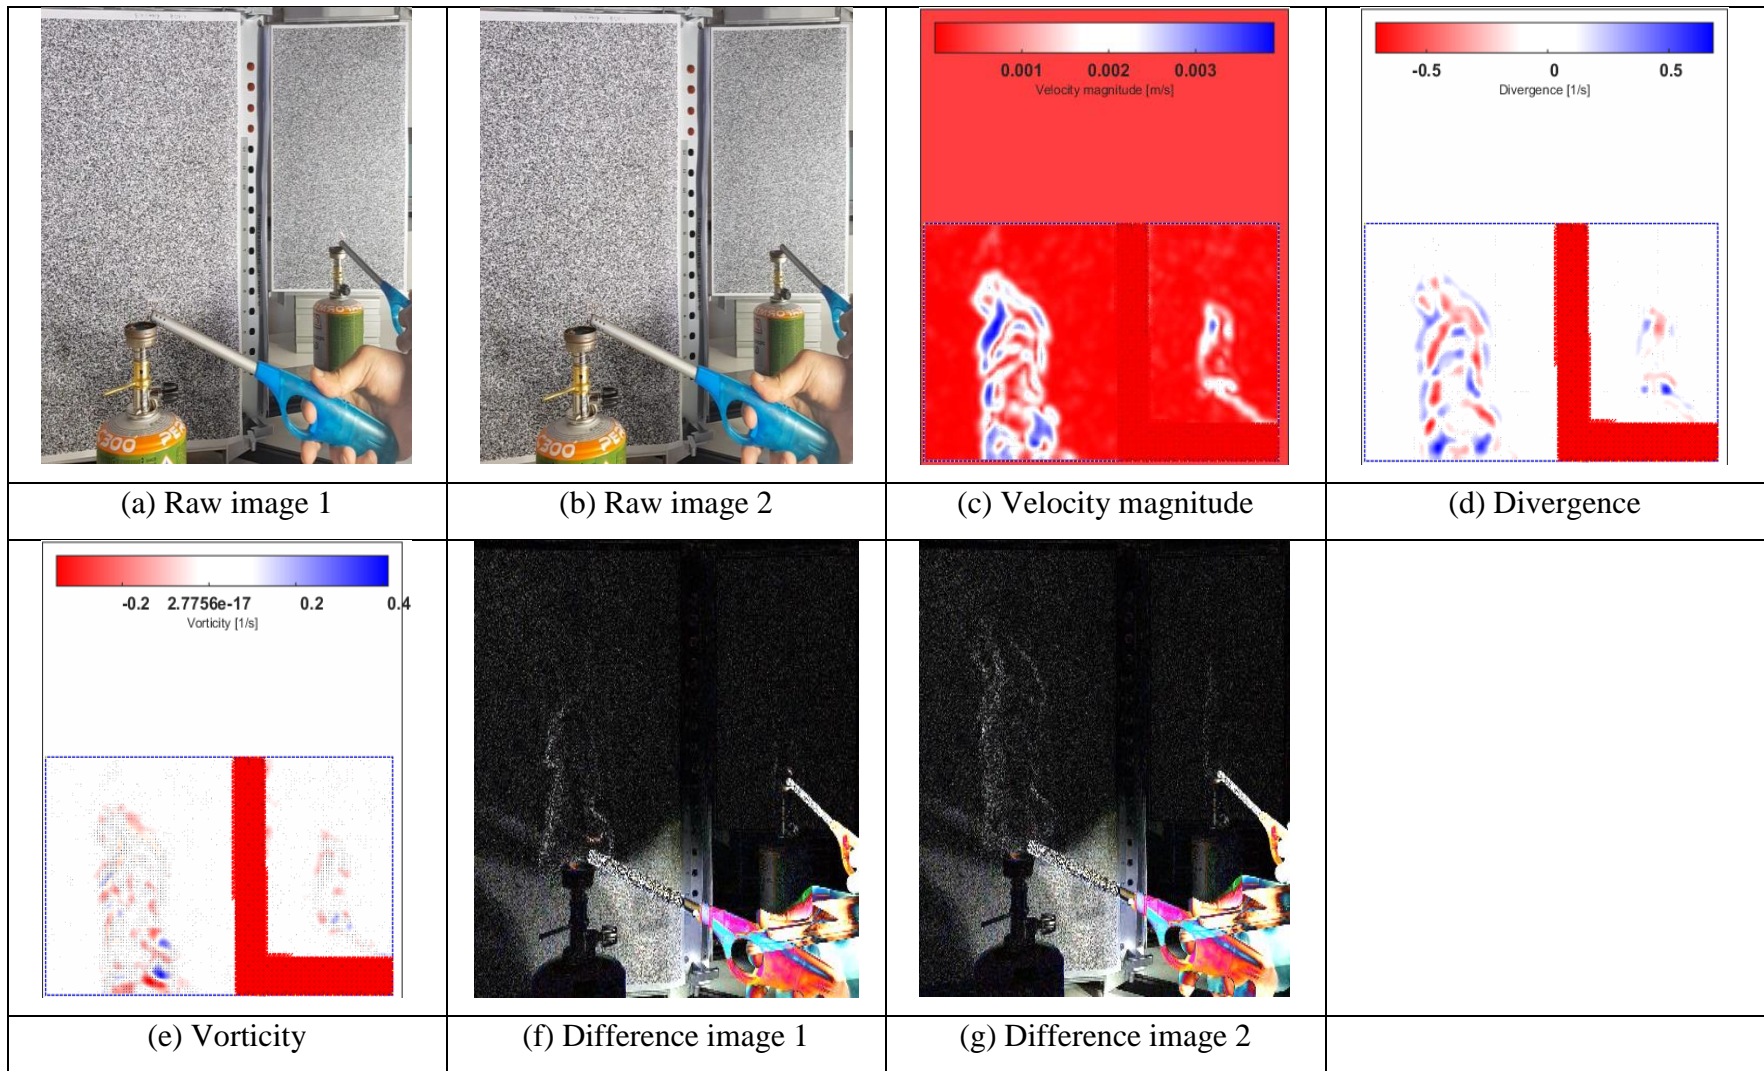 300 PE
300 PE
0.001 0.002 0.003
Velocity magnitude [m/s]
-0.5 0 0.5
Divergence [1/s]
(a) Raw image 1
(b) Raw image 2
(c) Velocity magnitude
(d) Divergence
-0.2 2.7756e-17 0.2 0.4
Vorticity [1/s]
(e) Vorticity
(f) Difference image 1
(g) Difference image 2